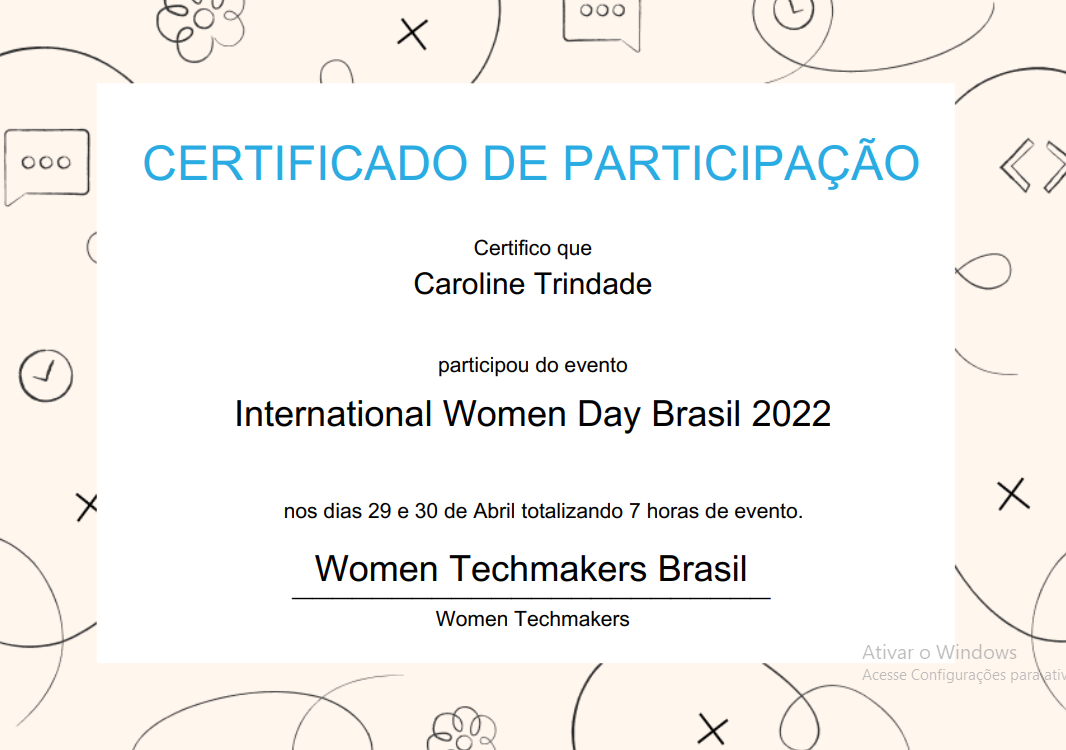 CERTIFICADO DE PARTICIPAÇÃO
Certifico que
Caroline Trindade
participou do evento
International Women Day Brasil 2022
nos dias 29 e 30 de Abril totalizando 7 horas de evento.
Women Techmakers Brasil
Women Techmakers
Ativar o Windows
Acesse Configurações para